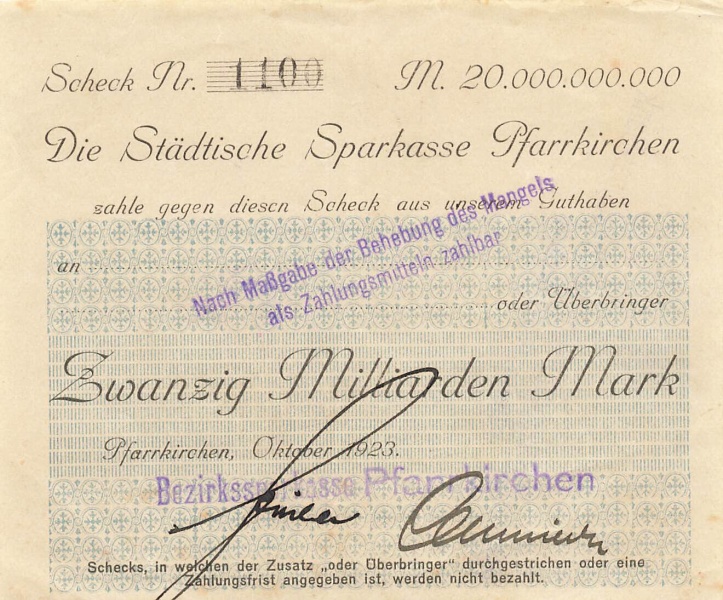 Scheck Nr. 1100 M. 20.000.000.000
Die Städtische Sparkasse Pfarrkirchen
zahle gegen diesen Scheck aus unserem Guthaben
an
oder Überbringer
Nach Maßgabe der Behebung des Mangels
als Zahlungsmitteln zahlbar
Zwanzig Milliarden Mark
Pfarrkirchen, Oktober 1923.
Bezirkssparkasse Pfarrkirchen
Schecks, in welchen der Zusatz „oder Überbringer“ durchgestrichen oder eine
Zahlungsfrist angegeben ist, werden nicht bezahlt.